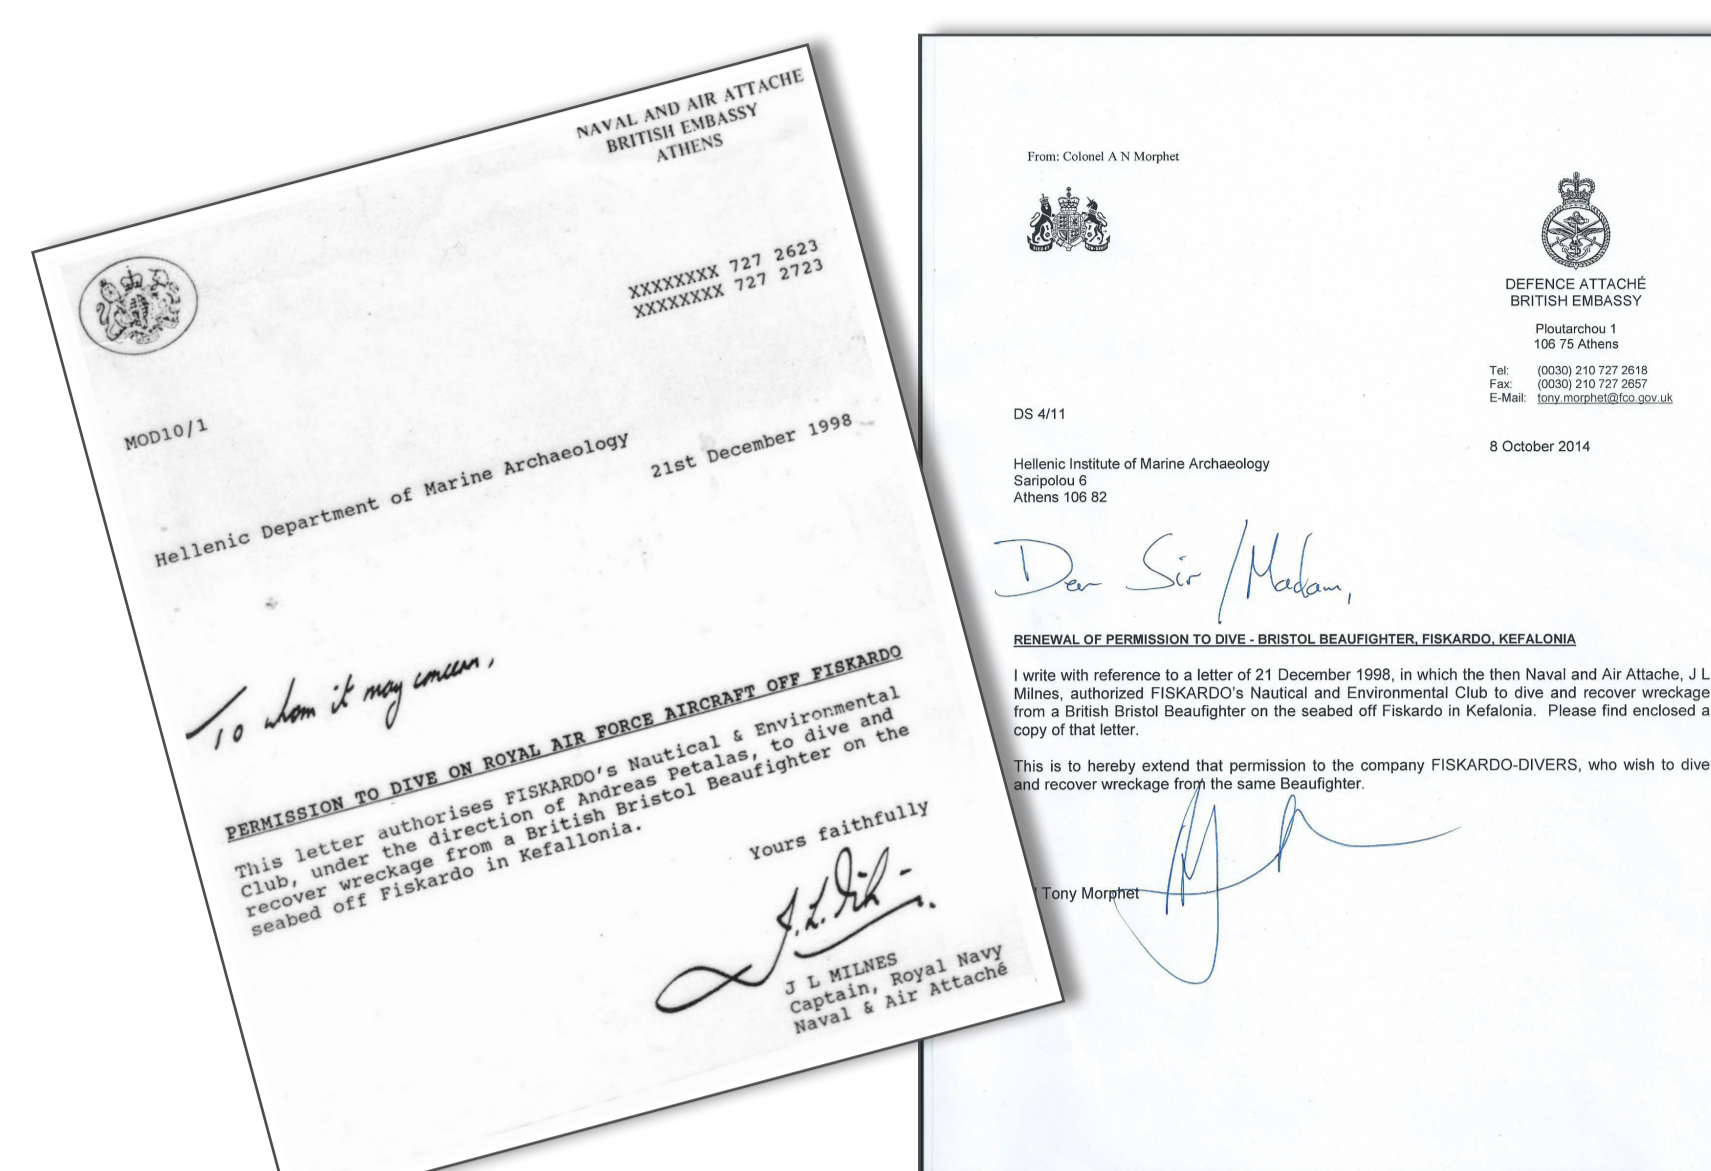 NAVAL AND AIR ATTACHE
BRITISH EMBASSY
ATHENS
XXXXXXXX 727 2623
XXXXXXXX 727 2723
MOD10/1
21st December 1998
Hellenic Department of Marine Archaeology
To whom it may concern,
PERMISSION TO DIVE ON ROYAL AIR FORCE AIRCRAFT OFF FISKARDO
This letter authorises FISKARDO's Nautical & Environmental
Club, under the direction of Andreas Petalas, to dive and
recover wreckage from a British Bristol Beaufighter on the
seabed off Fiskardo in Kefallonia.
Yours faithfully
J L MILNES
Captain, Royal Navy
Naval & Air Attaché
From: Colonel A N Morphet
DEFENCE ATTACHÉ
BRITISH EMBASSY
Ploutarchou 1
106 75 Athens
Tel: (0030) 210 727 2618
Fax: (0030) 210 727 2657
E-Mail: tony.morphet@fco.gov.uk
DS 4/11
8 October 2014
Hellenic Institute of Marine Archaeology
Saripolou 6
Athens 106 82
Dear Sir/Madam,
RENEWAL OF PERMISSION TO DIVE - BRISTOL BEAUFIGHTER, FISKARDO, KEFALONIA
I write with reference to a letter of 21 December 1998, in which the then Naval and Air Attache, J L
Milnes, authorized FISKARDO's Nautical and Environmental Club to dive and recover wreckage
from a British Bristol Beaufighter on the seabed off Fiskardo in Kefalonia. Please find enclosed a
copy of that letter.
This is to hereby extend that permission to the company FISKARDO-DIVERS, who wish to dive
and recover wreckage from the same Beaufighter.
Tony Morphet